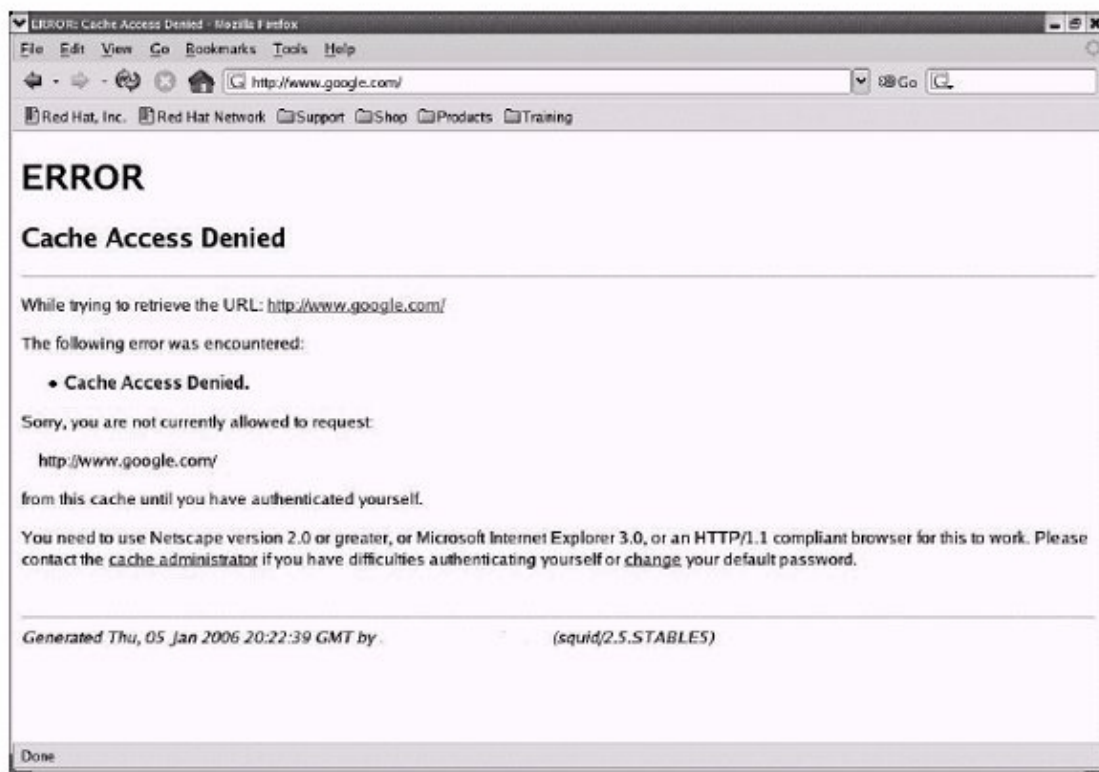 ERROR: Cache Access Denied - Mozilla Firefox
File Edit View Go Bookmarks Tools Help
http://www.google.com/ Go
Red Hat, Inc. Red Hat Network Support Shop Products Training
ERROR
Cache Access Denied
While trying to retrieve the URL: http://www.google.com/
The following error was encountered:
• Cache Access Denied.
Sorry, you are not currently allowed to request:
http://www.google.com/
from this cache until you have authenticated yourself.
You need to use Netscape version 2.0 or greater, or Microsoft Internet Explorer 3.0, or an HTTP/1.1 compliant browser for this to work. Please
contact the cache administrator if you have difficulties authenticating yourself or change your default password.
Generated Thu, 05 Jan 2006 20:22:39 GMT by (squid/2.5.STABLE5)
Done